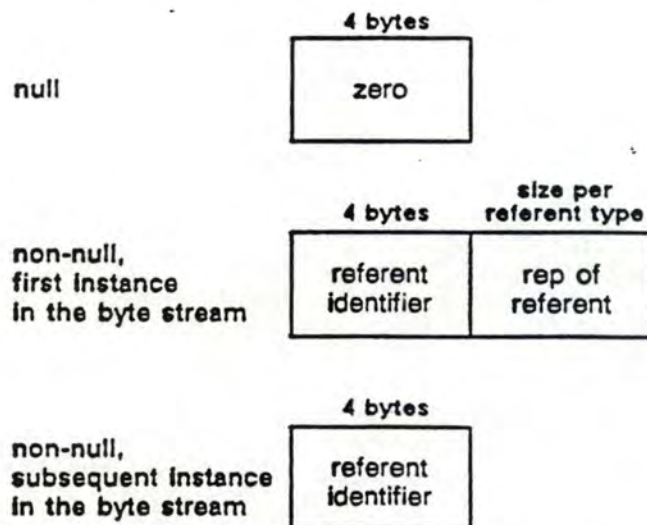 4 bytes
null
zero
size per
4 bytes
referent type
non-null,
first instance
in the byte stream
referent
identifier
rep of
referent
4 bytes
non-null,
subsequent instance
in the byte stream
referent
identifier